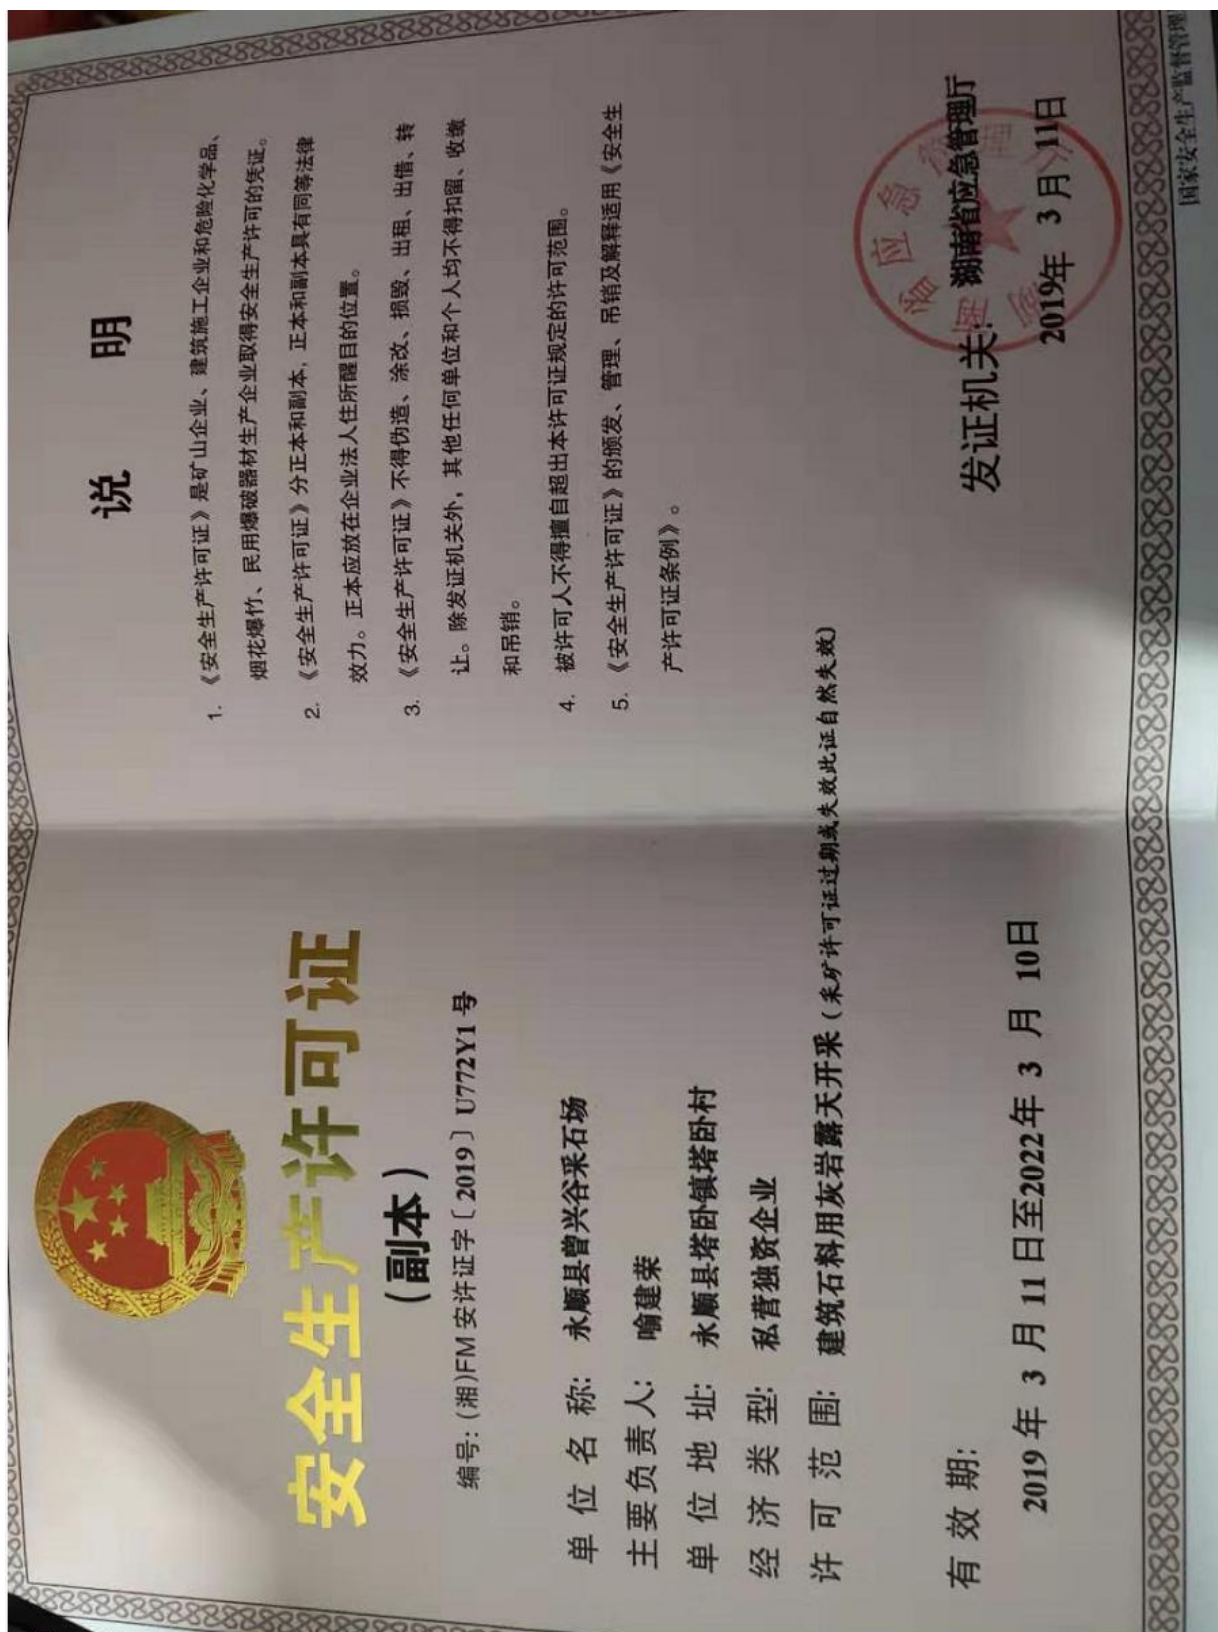 安全生产许可证
(副本)
编号:(湘)FM安许证字〔2019〕U772Y1号
单位名称: 永顺县曾兴谷采石场
主要负责人: 喻建荣
单位地址: 永顺县塔卧镇塔卧村
经济类型: 私营独资企业
许可范围: 建筑石料用灰岩露天开采(采矿许可证过期或失效此证自然失效)
有效期:
2019年 3 月 11 日至2022年 3 月 10日
说 明
1. 《安全生产许可证》是矿山企业、建筑施工企业和危险化学品、
烟花爆竹、民用爆破器材生产企业取得安全生产许可的凭证。
2. 《安全生产许可证》分正本和副本,正本和副本具有同等法律
效力。正本应放在企业法人住所醒目的位置。
3. 《安全生产许可证》不得伪造、涂改、损毁、出租、出借、转
让。除发证机关外,其他任何单位和个人均不得扣留、收缴
和吊销。
4. 被许可人不得擅自超出本许可证规定的许可范围。
5. 《安全生产许可证》的颁发、管理、吊销及解释适用《安全生
产许可证条例》。
发证机关: 湖南省应急管理厅
2019年 3 月 11日
国家安全生产监督管理